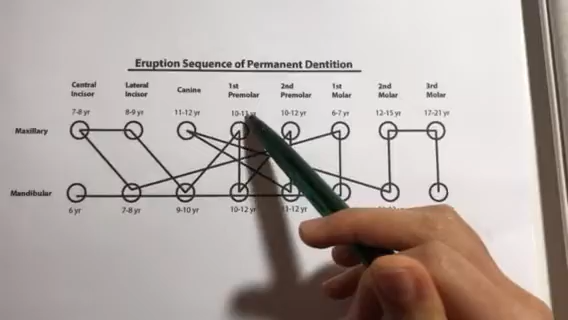 Eruption Sequence of Permanent Dentition
Central Incisor
Lateral Incisor
Canine
1st Premolar
2nd Premolar
1st Molar
2nd Molar
3rd Molar
7-8 yr
8-9 yr
11-12 yr
10-11 yr
10-12 yr
6-7 yr
12-15 yr
17-21 yr
Maxillary
Mandibular
6 yr
7-8 yr
9-10 yr
10-12 yr
11-12 yr